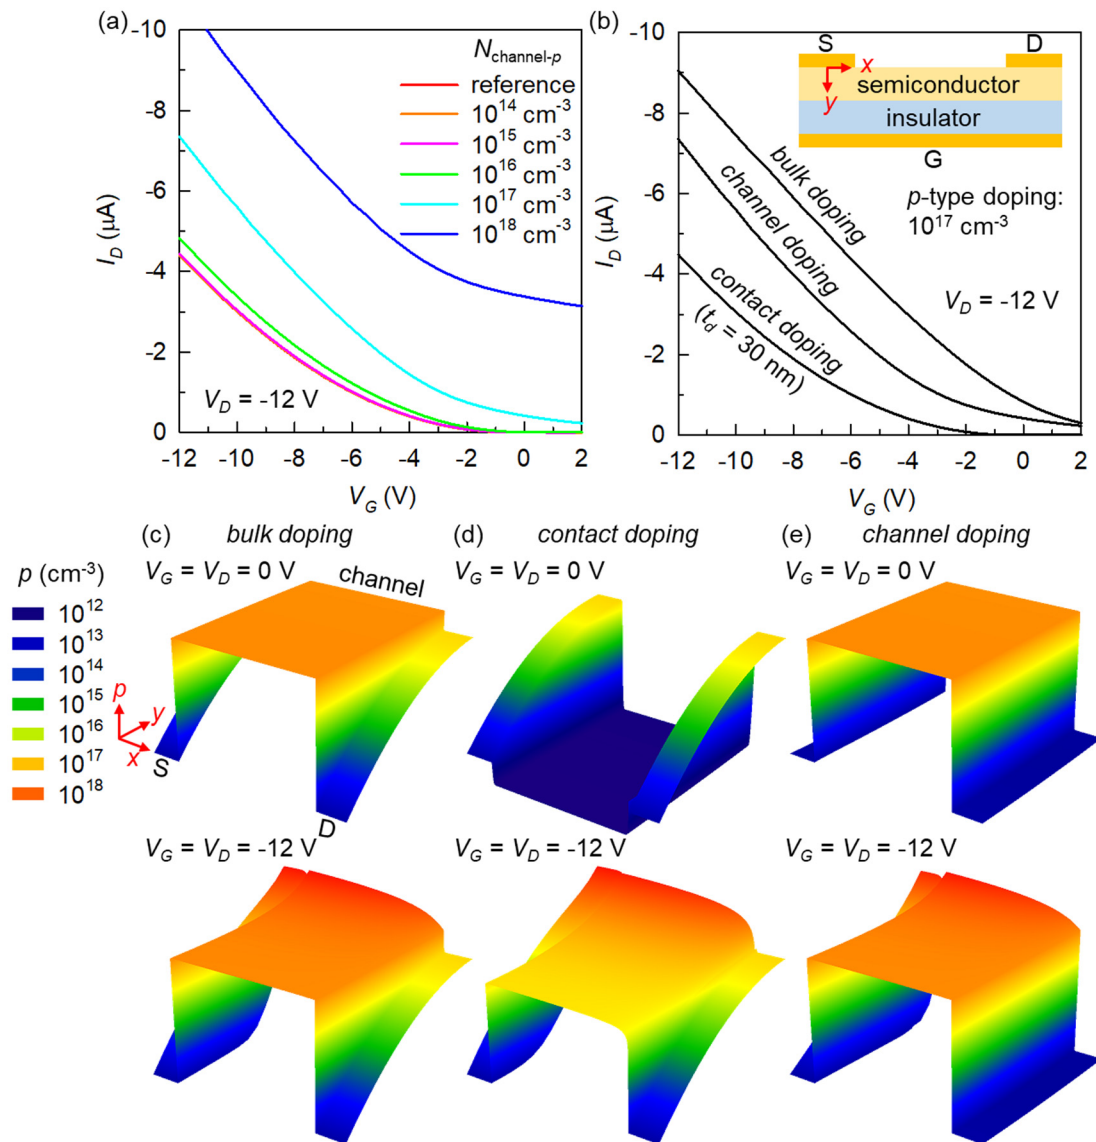 (a)
-10
-8
-6
-4
-2
0
I_D (μA)
N_channel-p
reference
10^14 cm^-3
10^15 cm^-3
10^16 cm^-3
10^17 cm^-3
10^18 cm^-3
V_D = -12 V
-12 -10 -8 -6 -4 -2 0 2
V_G (V)
(b)
-10
-8
-6
-4
-2
0
I_D (μA)
S D
x
y
semiconductor
insulator
G
bulk doping
channel doping
contact doping
(t_d = 30 nm)
p-type doping:
10^17 cm^-3
V_D = -12 V
-12 -10 -8 -6 -4 -2 0 2
V_G (V)
p (cm^-3)
10^12
10^13
10^14
10^15
10^16
10^17
10^18
(c) bulk doping
V_G = V_D = 0 V
channel
p
y
x
S
D
V_G = V_D = -12 V
(d) contact doping
V_G = V_D = 0 V
V_G = V_D = -12 V
(e) channel doping
V_G = V_D = 0 V
V_G = V_D = -12 V